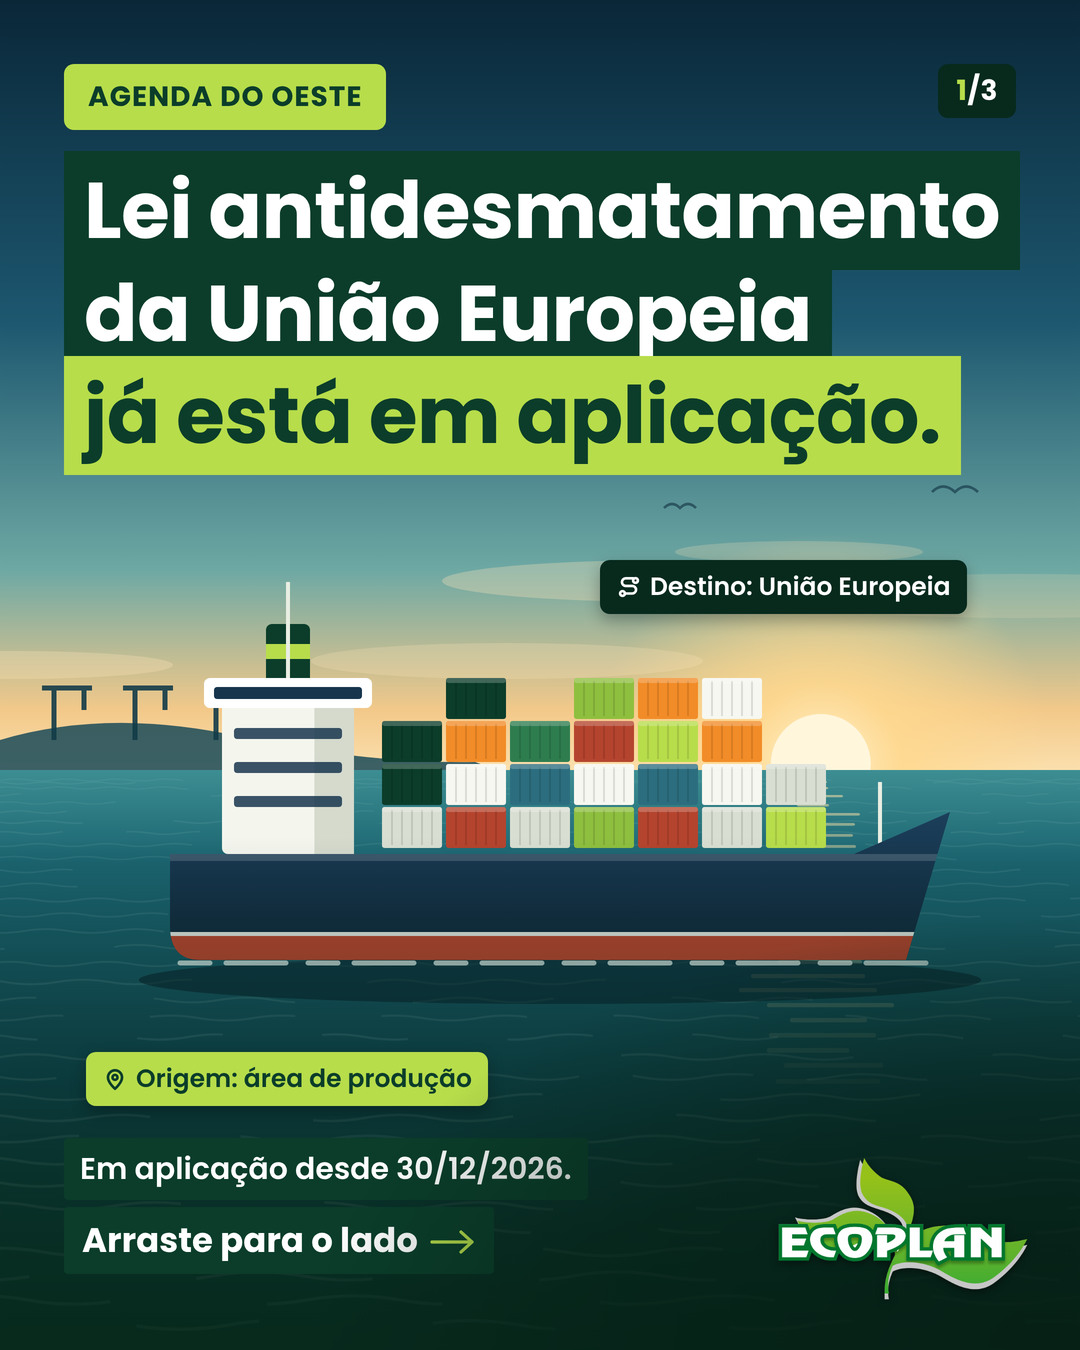 AGENDA DO OESTE
1/3
Lei antidesmatamento
da União Europeia
já está em aplicação.
Destino: União Europeia
Origem: área de produção
Em aplicação desde 30/12/2026.
Arraste para o lado
ECOPLAN